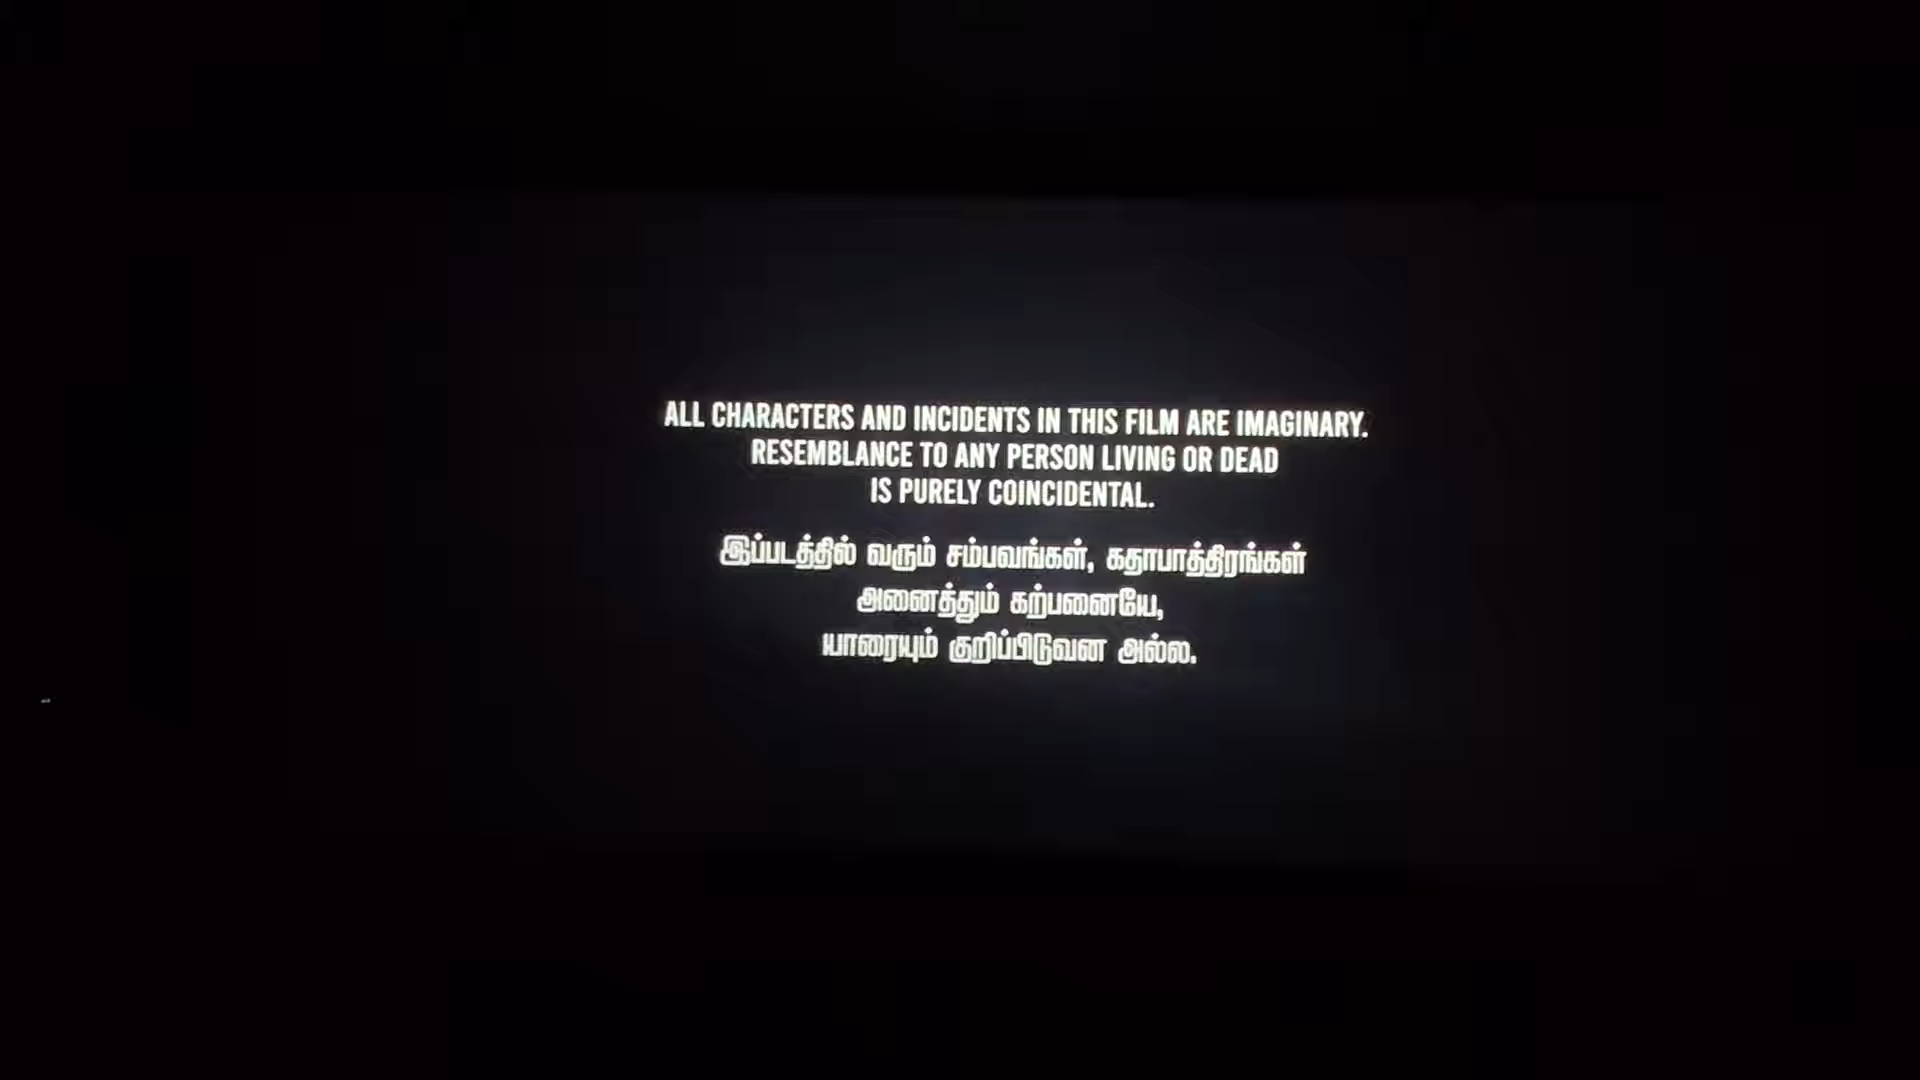 ALL CHARACTERS AND INCIDENTS IN THIS FILM ARE IMAGINARY.
RESEMBLANCE TO ANY PERSON LIVING OR DEAD
IS PURELY COINCIDENTAL.
இப்படத்தில் வரும் சம்பவங்கள், கதாபாத்திரங்கள்
அனைத்தும் கற்பனையே,
யாரையும் குறிப்பிடுவன அல்ல.